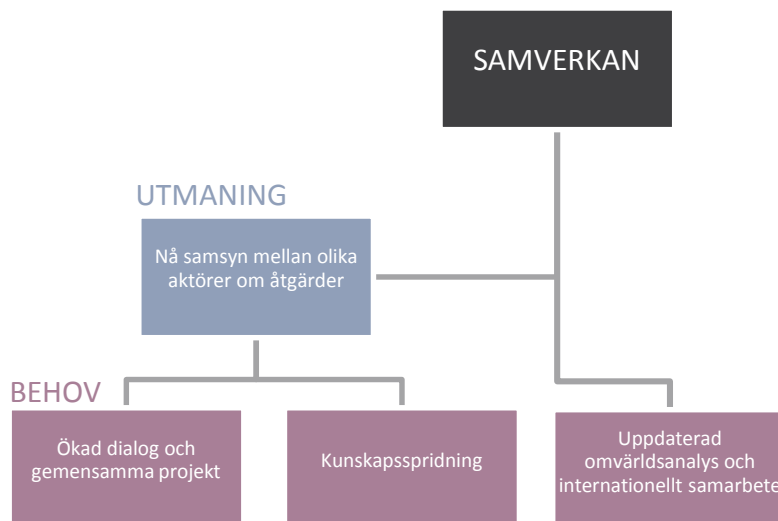 SAMVERKAN
UTMANING
Nå samsyn mellan olika
aktörer om åtgärder
BEHOV
Ökad dialog och
gemensamma projekt
Kunskapsspridning
Uppdaterad
omvärldsanalys och
internationellt samarbete